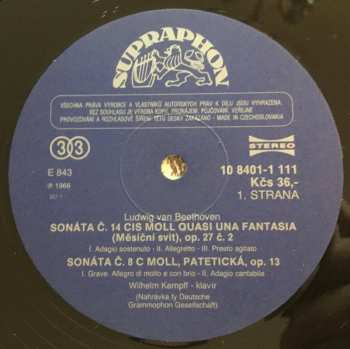 SUPRAPHON
VŠECHNA PRÁVA VÝROBCE A VLASTNÍKŮ AUTORSKÝCH PRÁV K DÍLU JSOU VYHRAZENA.
BEZ SOUHLASU JE VÝROBA KOPIÍ, PRONÁJEM, PŮJČOVÁNÍ, VEŘEJNÉ
PROVOZOVÁNÍ A ROZHLASOVÉ ŠÍŘENÍ TÉTO DESKY ZAKÁZÁNO - MADE IN CZECHOSLOVAKIA
33
STEREO
E 843
10 8401-1 111
Kčs 36,-
℗ 1966
1. STRANA
Ludwig van Beethoven
SONÁTA Č. 14 CIS MOLL QUASI UNA FANTASIA
(Měsíční svit), op. 27 č. 2
I. Adagio sostenuto - II. Allegretto - III. Presto agitato
SONÁTA Č. 8 C MOLL, PATETICKÁ, op. 13
I. Grave. Allegro di molto e con brio - II. Adagio cantabile
Wilhelm Kempff - klavír
(Nahrávka fy Deutsche
Grammophon Gesellschaft)